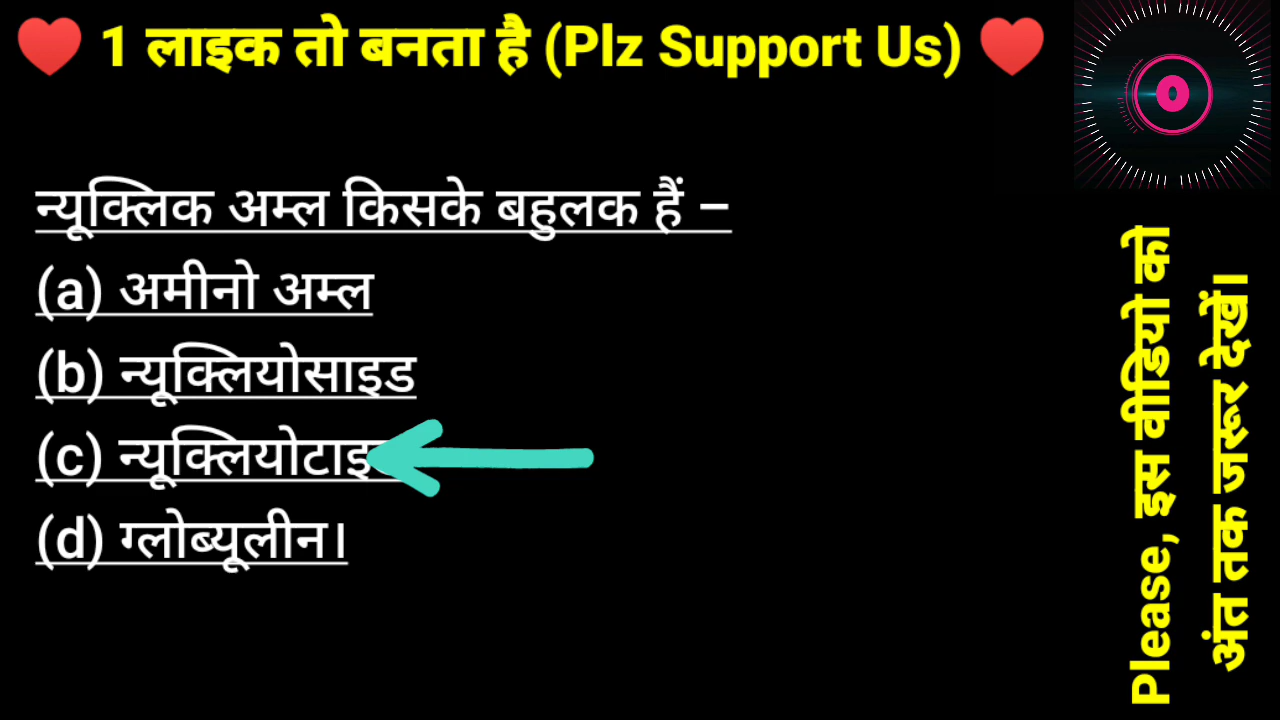 1 लाइक तो बनता है (Plz Support Us)
न्यूक्लिक अम्ल किसके बहुलक हैं –
(a) अमीनो अम्ल
(b) न्यूक्लियोसाइड
(c)
(d) ग्लोब्यूलीन।
Please, इस वीडियो को
अंत तक जरूर देखें।